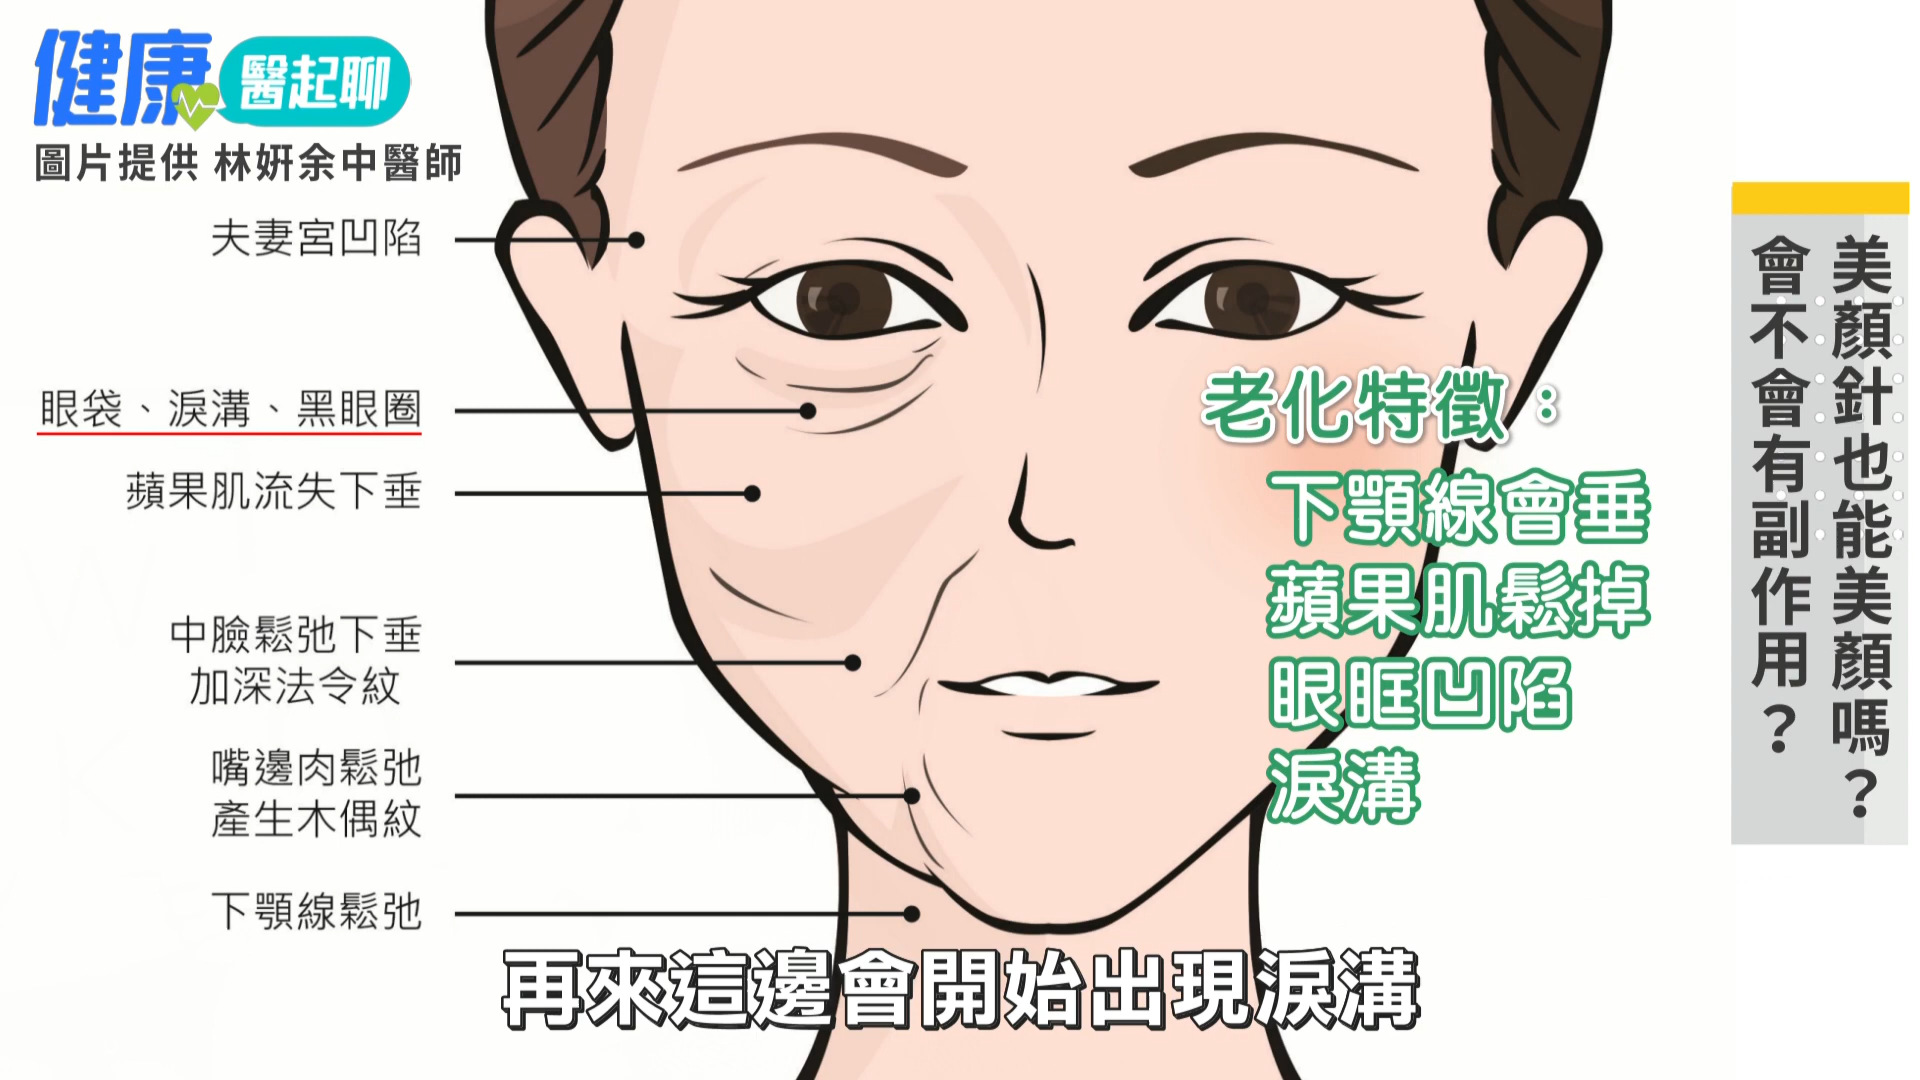 健康
醫起聊
圖片提供 林妍余中醫師
夫妻宮凹陷
眼袋、淚溝、黑眼圈
蘋果肌流失下垂
中臉鬆弛下垂
加深法令紋
嘴邊肉鬆弛
產生木偶紋
下顎線鬆弛
老化特徵：
下顎線會垂
蘋果肌鬆掉
眼眶凹陷
淚溝
美顏針也能美顏嗎？
會不會有副作用？
再來這邊會開始出現淚溝